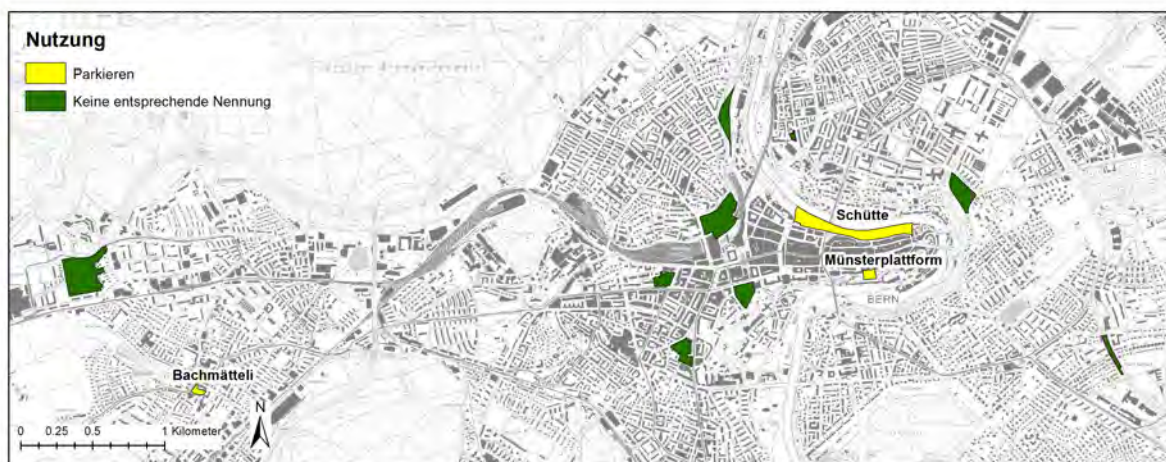 Nutzung
Parkieren
Keine entsprechende Nennung
Schütte
Münsterplattform
BERN
Bachmätteli
N
0 0.25 0.5 1 Kilometer